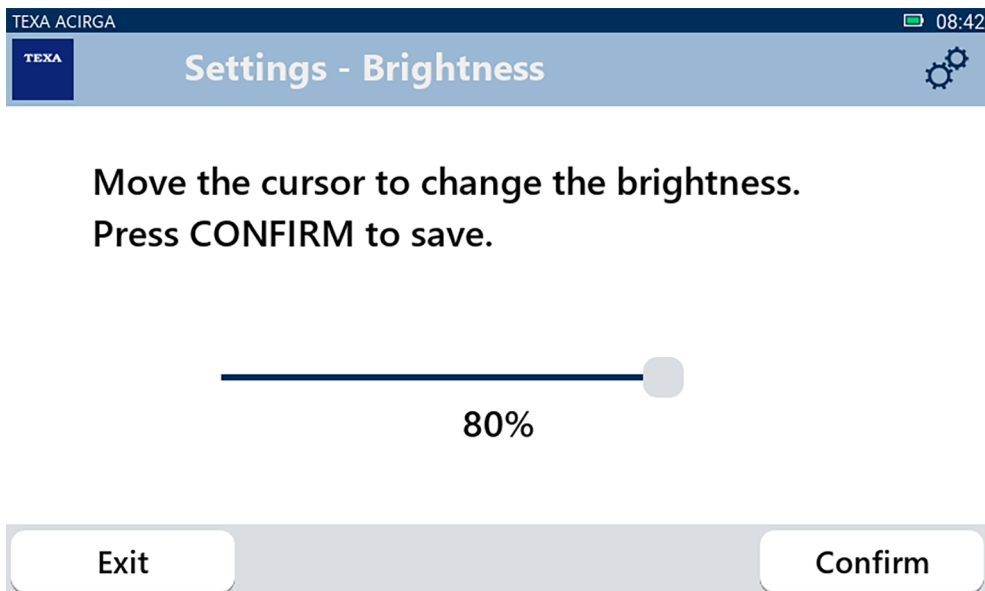 TEXA ACIRGA 08:42
TEXA
Settings - Brightness
Move the cursor to change the brightness.
Press CONFIRM to save.
80%
Exit Confirm